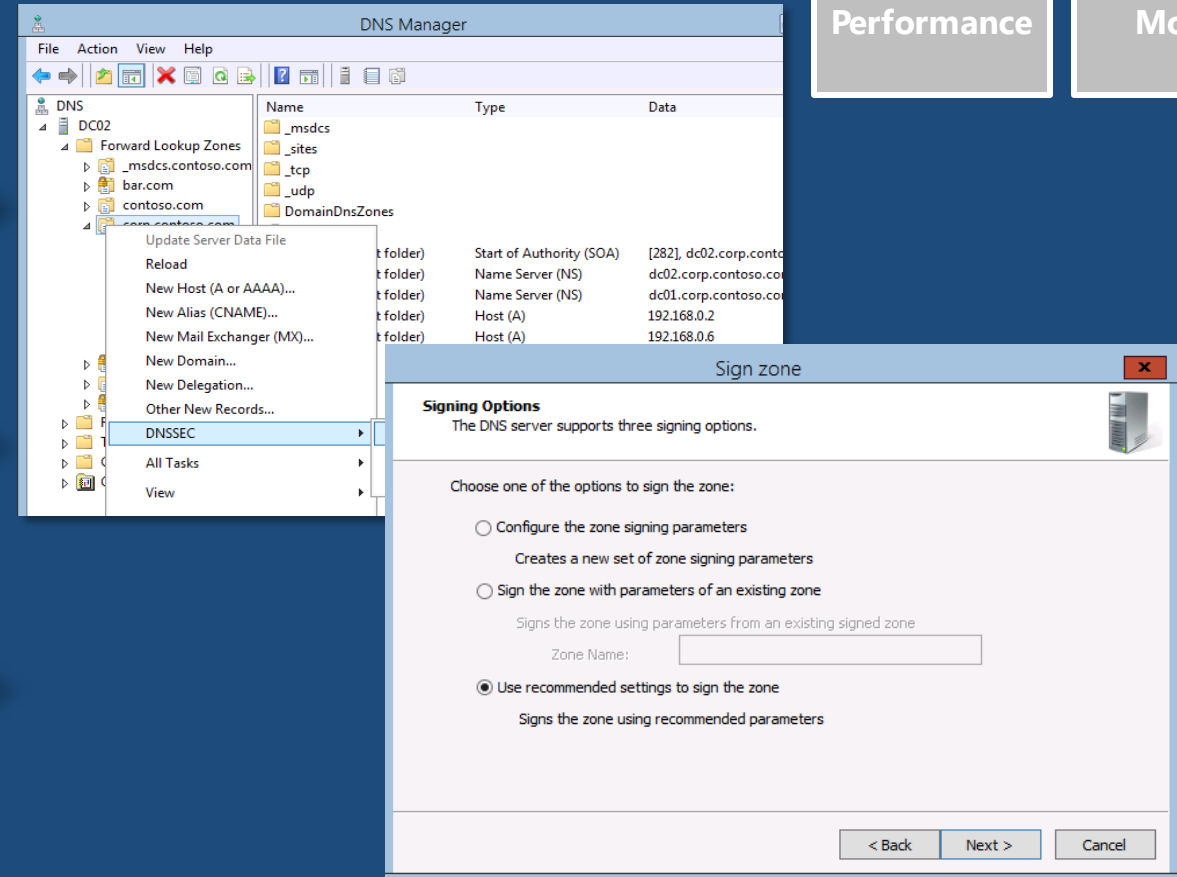 DNS Manager
Performance
File Action View Help
DNS
DC02
Forward Lookup Zones
_msdcs.contoso.com
bar.com
contoso.com
corp.contoso.com
Name Type Data
_msdcs
_sites
_tcp
_udp
DomainDnsZones
t folder) Start of Authority (SOA) [282], dc02.corp.conto
t folder) Name Server (NS) dc02.corp.contoso.co
t folder) Name Server (NS) dc01.corp.contoso.co
t folder) Host (A) 192.168.0.2
t folder) Host (A) 192.168.0.6
Update Server Data File
Reload
New Host (A or AAAA)...
New Alias (CNAME)...
New Mail Exchanger (MX)...
New Domain...
New Delegation...
Other New Records...
DNSSEC
All Tasks
View
Sign zone
Signing Options
The DNS server supports three signing options.
Choose one of the options to sign the zone:
Configure the zone signing parameters
Creates a new set of zone signing parameters
Sign the zone with parameters of an existing zone
Signs the zone using parameters from an existing signed zone
Zone Name:
Use recommended settings to sign the zone
Signs the zone using recommended parameters
< Back Next > Cancel